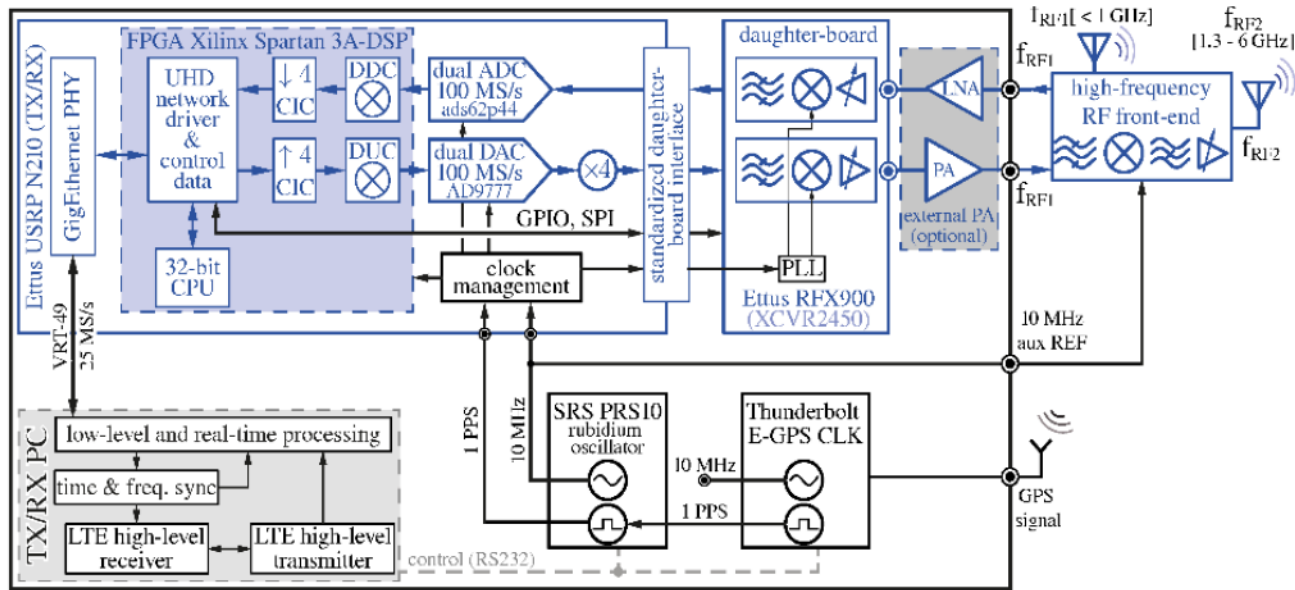 Ettus USRP N210 (TX/RX)
GigEthernet PHY
FPGA Xilinx Spartan 3A-DSP
UHD
network
driver
&
control
data
↓ 4
CIC
DDC
↑ 4
CIC
DUC
32-bit
CPU
dual ADC
100 MS/s
ads62p44
dual DAC
100 MS/s
AD9777
×4
GPIO, SPI
clock
management
standardized daughter-
board interface
daughter-board
PLL
Ettus RFX900
(XCVR2450)
LNA
PA
external PA
(optional)
fRF1 [ < 1 GHz]
fRF1
fRF1
fRF2
[1.3 - 6 GHz]
high-frequency
RF front-end
fRF2
10 MHz
aux REF
VRT-49
25 MS/s
1 PPS
10 MHz
SRS PRS10
rubidium
oscillator
Thunderbolt
E-GPS CLK
10 MHz
1 PPS
GPS
signal
TX/RX PC
low-level and real-time processing
time & freq. sync
LTE high-level
receiver
LTE high-level
transmitter
control (RS232)